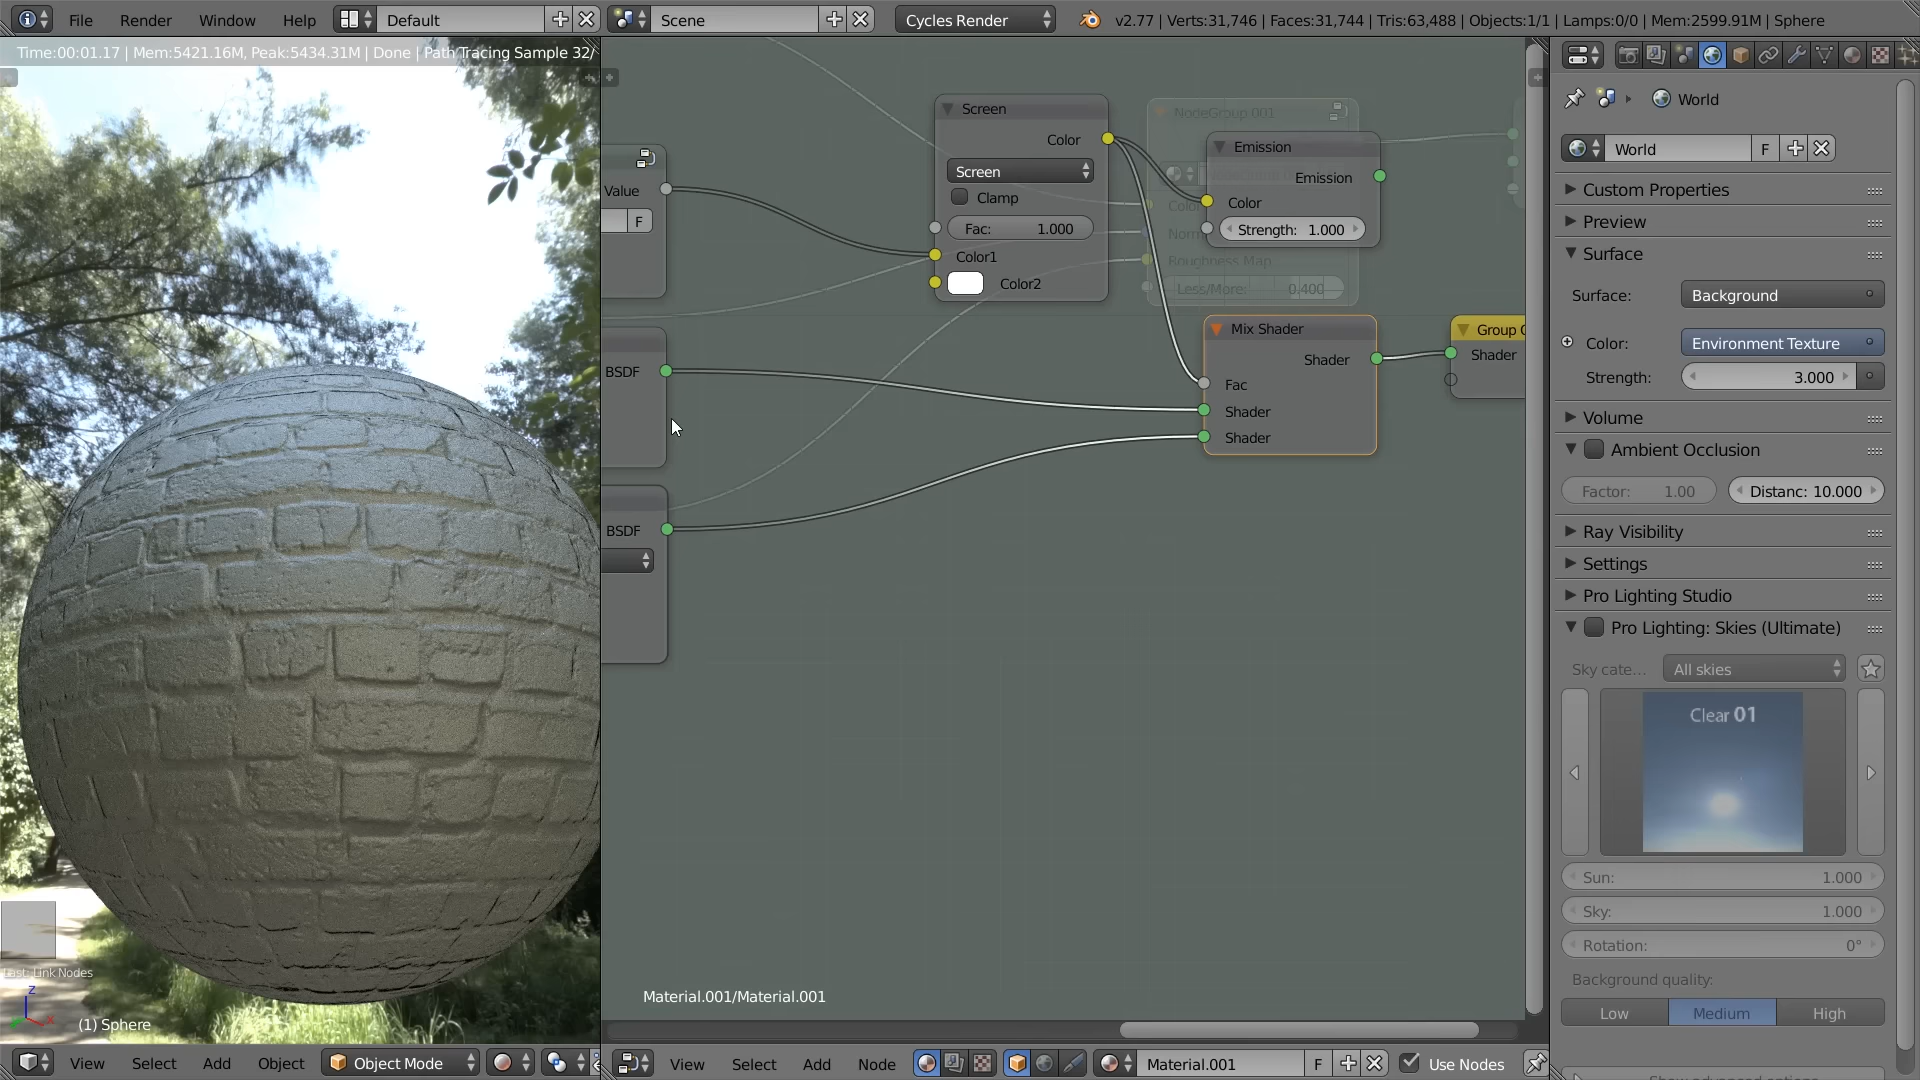 File Render Window Help Default Scene Cycles Render v2.77 | Verts:31,746 | Faces:31,744 | Tris:63,488 | Objects:1/1 | Lamps:0/0 | Mem:2599.91M | Sphere
Time:00:01.17 | Mem:5421.16M, Peak:5434.31M | Done | Path Tracing Sample 32/
Value
F
BSDF
BSDF
Screen
Color
Screen
Clamp
Fac: 1.000
Color1
Color2
NodeGroup 001
Roughness Map
Less/More: 0.400
Emission
Emission
Color
Strength: 1.000
Mix Shader
Shader
Fac
Shader
Shader
Group
Shader
Material.001/Material.001
World
World F
Custom Properties
Preview
Surface
Surface: Background
Color: Environment Texture
Strength: 3.000
Volume
Ambient Occlusion
Factor: 1.00 Distanc: 10.000
Ray Visibility
Settings
Pro Lighting Studio
Pro Lighting: Skies (Ultimate)
Sky cate... All skies
Clear 01
Sun: 1.000
Sky: 1.000
Rotation: 0°
Background quality:
Low Medium High
Show advanced options
Last: Link Nodes
z
x
(1) Sphere
View Select Add Object Object Mode
View Select Add Node Material.001 F Use Nodes